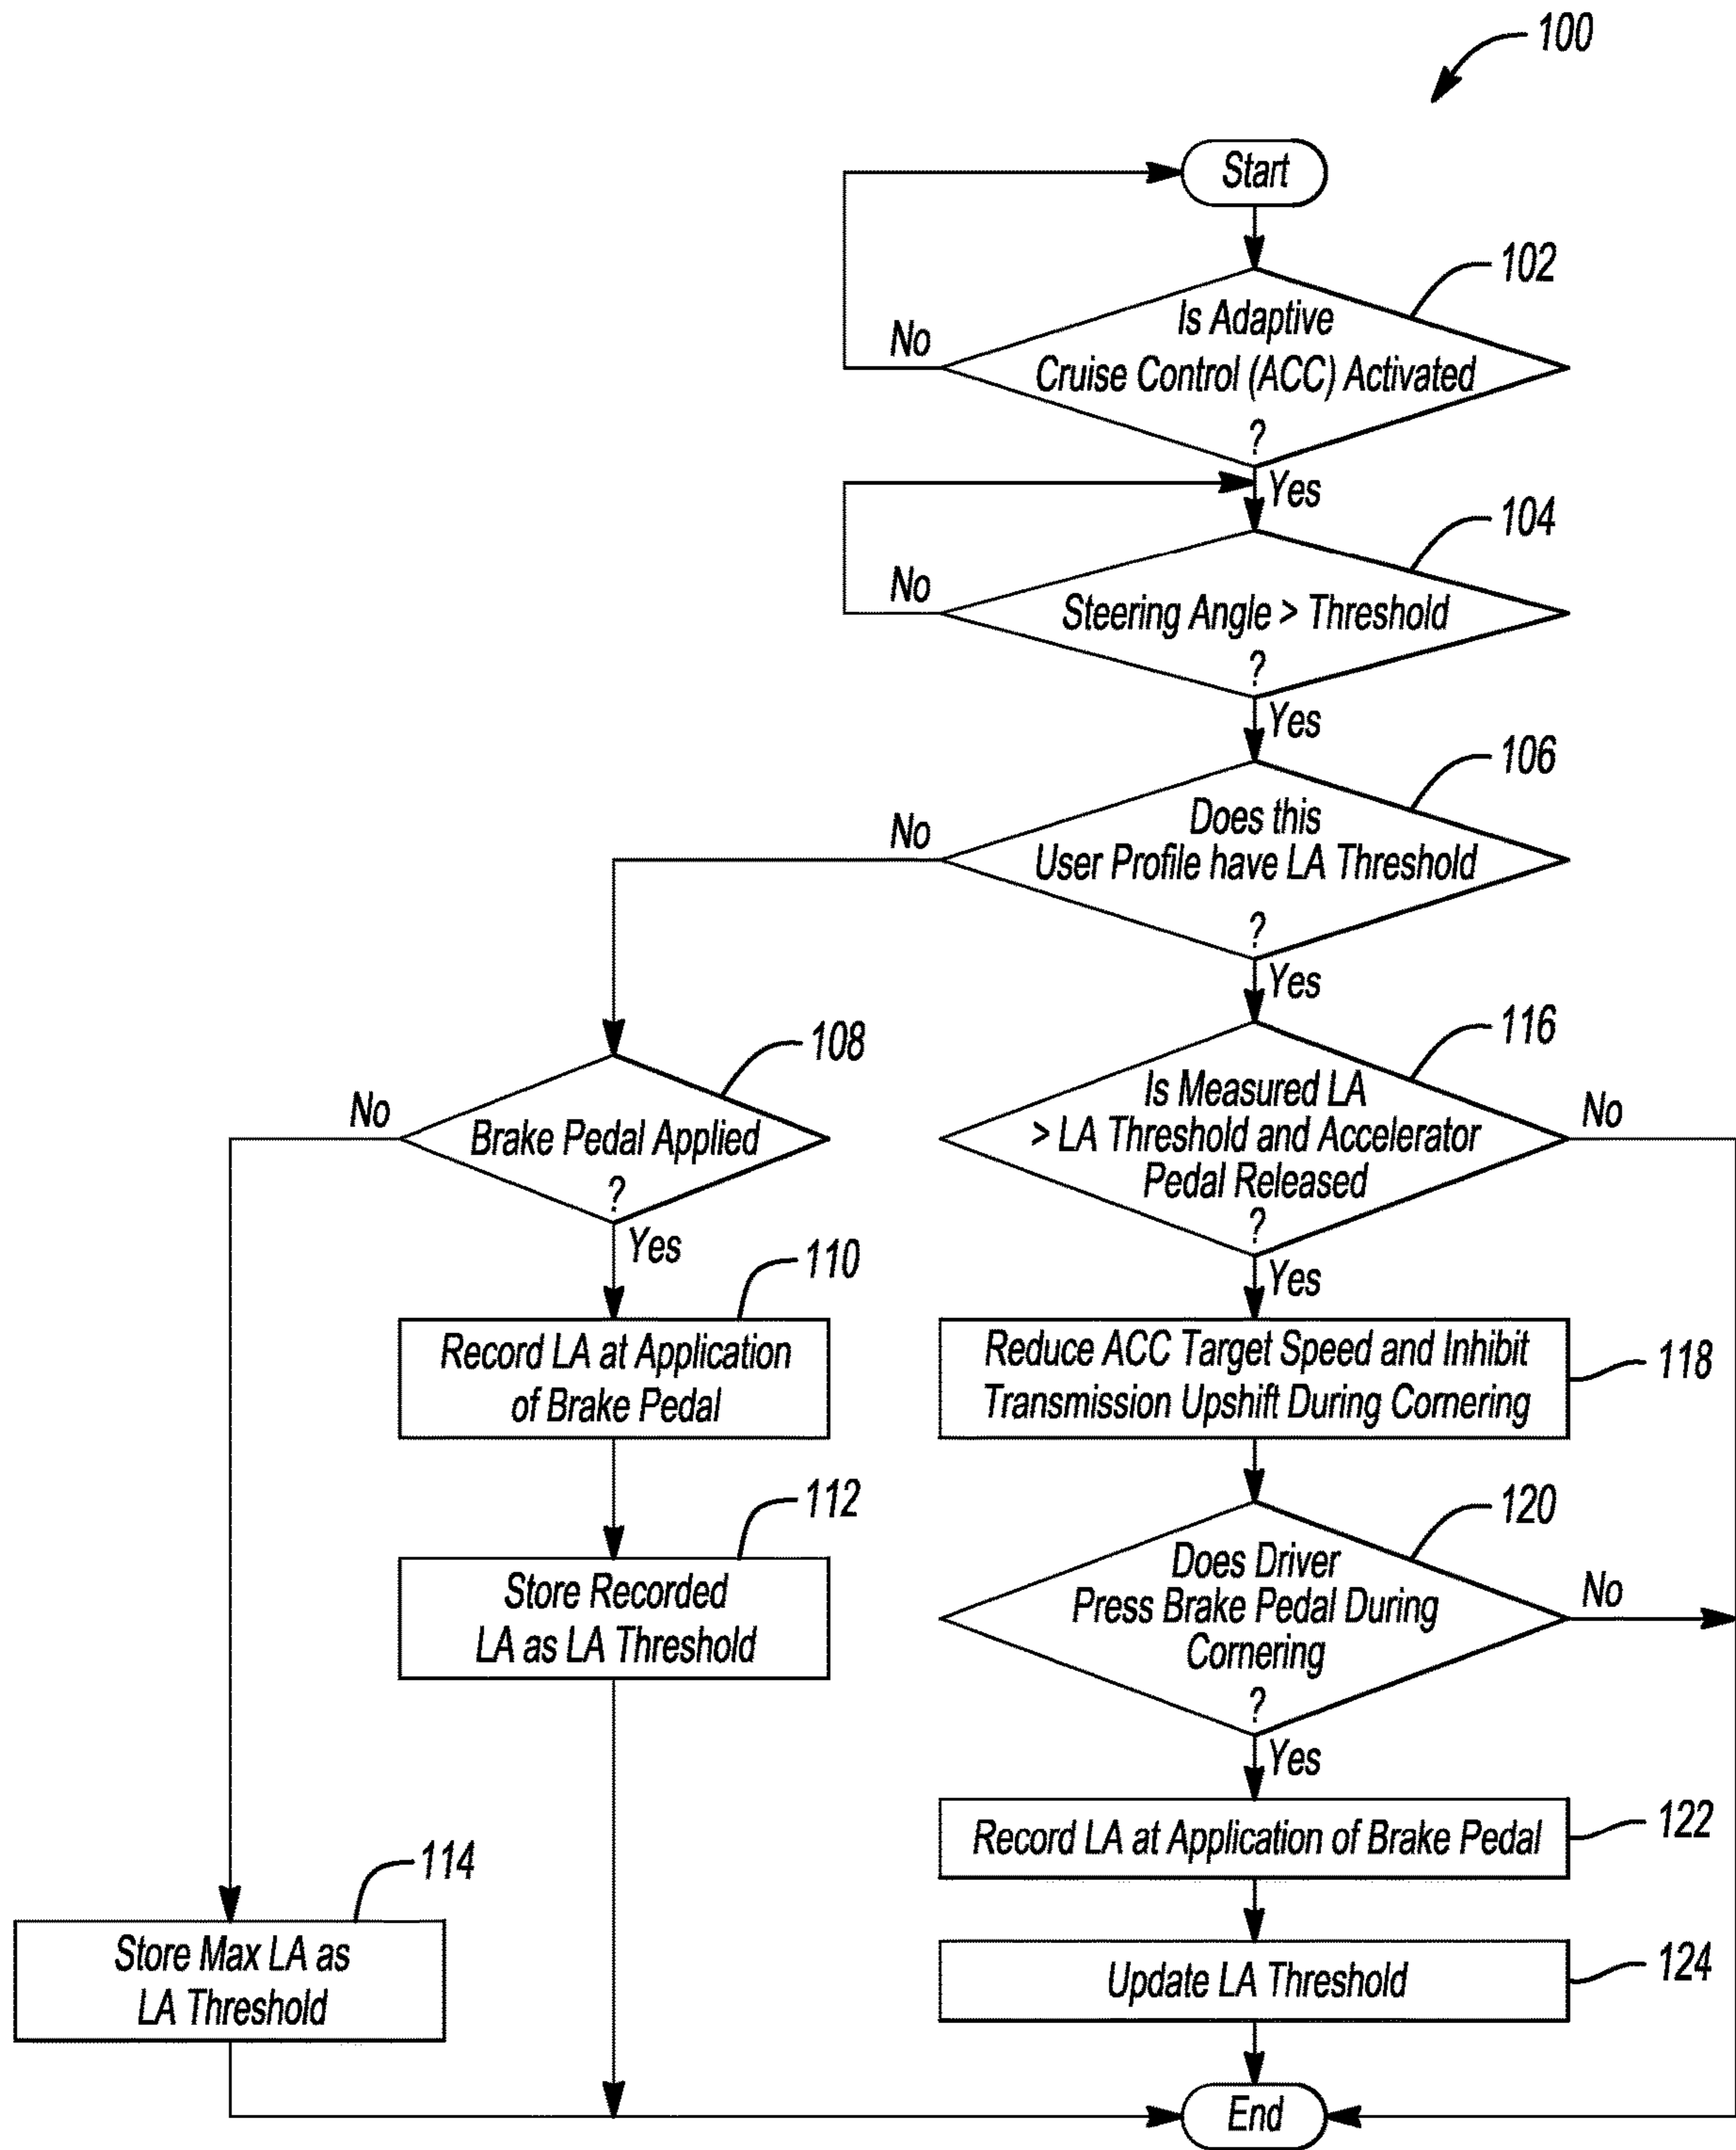 100
Start
102
Is Adaptive
Cruise Control (ACC) Activated
?
No
Yes
104
Steering Angle > Threshold
?
No
Yes
106
Does this
User Profile have LA Threshold
?
No
Yes
108
Brake Pedal Applied
?
No
Yes
110
Record LA at Application
of Brake Pedal
112
Store Recorded
LA as LA Threshold
114
Store Max LA as
LA Threshold
116
Is Measured LA
> LA Threshold and Accelerator
Pedal Released
?
No
Yes
Reduce ACC Target Speed and Inhibit
Transmission Upshift During Cornering
118
120
Does Driver
Press Brake Pedal During
Cornering
?
No
Yes
Record LA at Application of Brake Pedal
122
Update LA Threshold
124
End